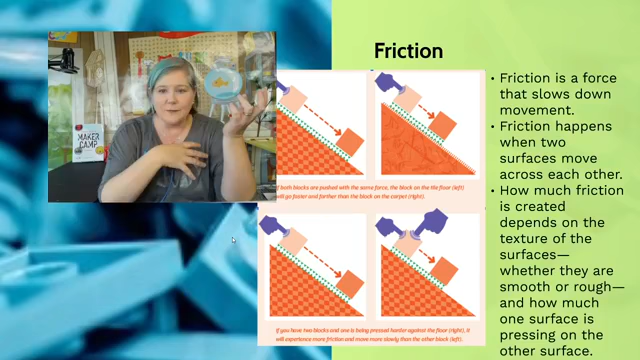 Friction
MAKER
CAMP
If both blocks are pushed with the same force, the block on the tile floor (left)
will go faster and farther than the block on the carpet (right).
If you have two blocks and one is being pressed harder against the floor (right), it
will experience more friction and move more slowly than the other block (left).
• Friction is a force
that slows down
movement.
• Friction happens
when two
surfaces move
across each other.
• How much friction
is created
depends on the
texture of the
surfaces—
whether they are
smooth or rough—
and how much
one surface is
pressing on the
other surface.